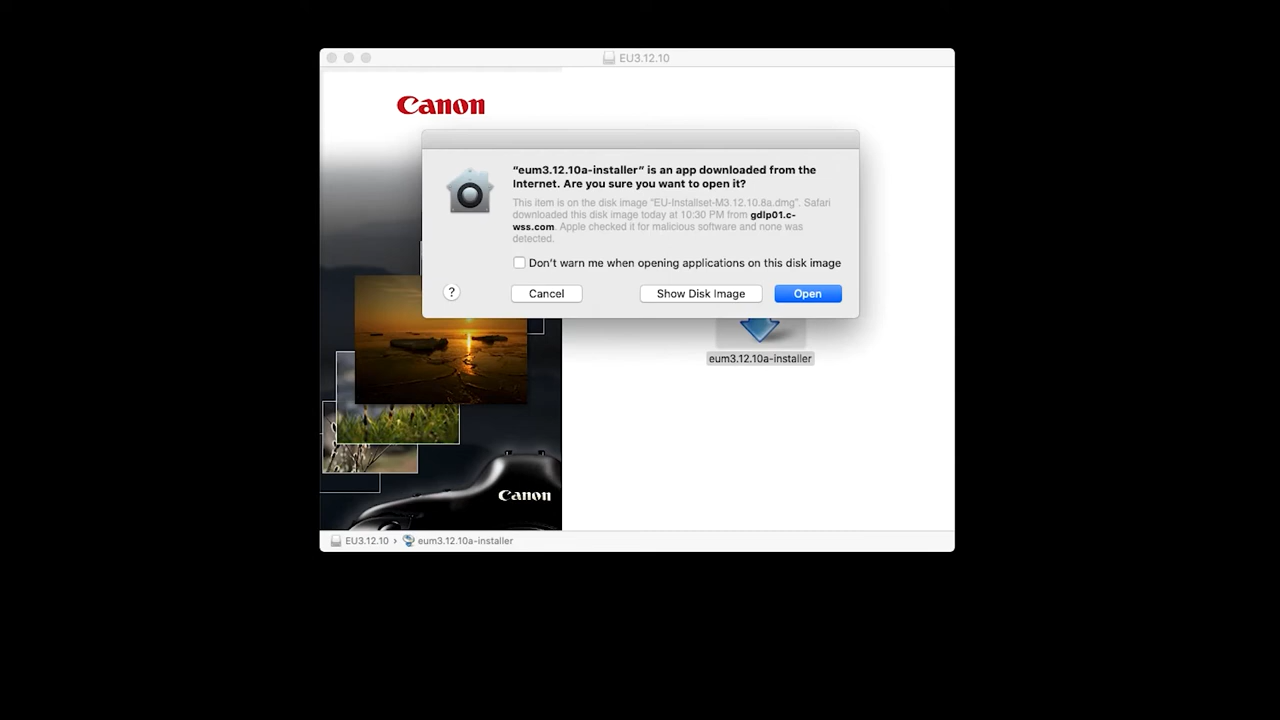 EU3.12.10
Canon
“eum3.12.10a-installer” is an app downloaded from the
Internet. Are you sure you want to open it?
This item is on the disk image “EU-Installset-M3.12.10.8a.dmg”. Safari
downloaded this disk image today at 10:30 PM from gdlp01.c-
wss.com. Apple checked it for malicious software and none was
detected.
Don’t warn me when opening applications on this disk image
?
Cancel
Show Disk Image
Open
eum3.12.10a-installer
Canon
EU3.12.10 › eum3.12.10a-installer